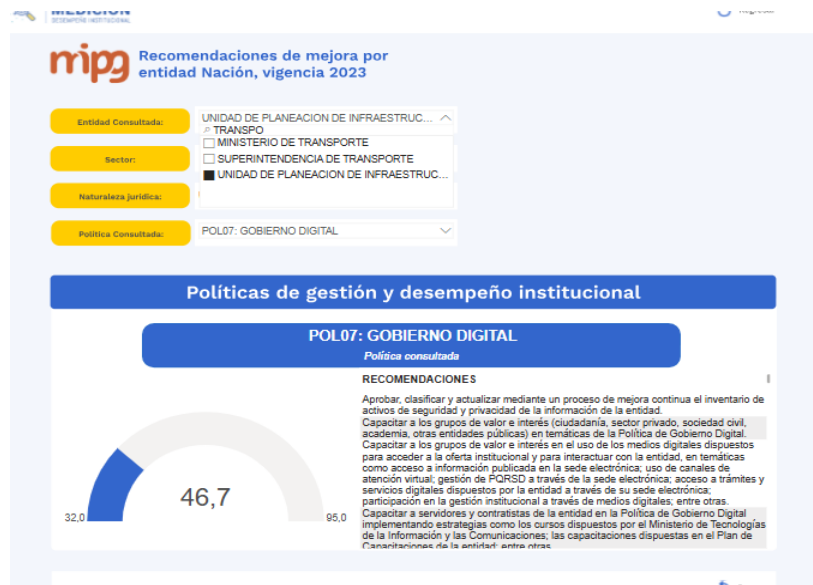 MEDICIÓN
DESEMPEÑO INSTITUCIONAL
mipg
Recomendaciones de mejora por
entidad Nación, vigencia 2023
Entidad Consultada:
UNIDAD DE PLANEACION DE INFRAESTRUC...
TRANSPO
MINISTERIO DE TRANSPORTE
Sector:
SUPERINTENDENCIA DE TRANSPORTE
UNIDAD DE PLANEACION DE INFRAESTRUC...
Naturaleza jurídica:
Política Consultada:
POL07: GOBIERNO DIGITAL
Políticas de gestión y desempeño institucional
POL07: GOBIERNO DIGITAL
Política consultada
RECOMENDACIONES
Aprobar, clasificar y actualizar mediante un proceso de mejora continua el inventario de
activos de seguridad y privacidad de la información de la entidad.
Capacitar a los grupos de valor e interés (ciudadanía, sector privado, sociedad civil,
academia, otras entidades públicas) en temáticas de la Política de Gobierno Digital.
Capacitar a los grupos de valor e interés en el uso de los medios digitales dispuestos
para acceder a la oferta institucional y para interactuar con la entidad, en temáticas
como acceso a información publicada en la sede electrónica; uso de canales de
atención virtual; gestión de PQRSD a través de la sede electrónica; acceso a trámites y
servicios digitales dispuestos por la entidad a través de su sede electrónica;
participación en la gestión institucional a través de medios digitales; entre otras.
Capacitar a servidores y contratistas de la entidad en la Política de Gobierno Digital
implementando estrategias como los cursos dispuestos por el Ministerio de Tecnologías
de la Información y las Comunicaciones; las capacitaciones dispuestas en el Plan de
Capacitaciones de la entidad; entre otras.
46,7
32,0
95,0